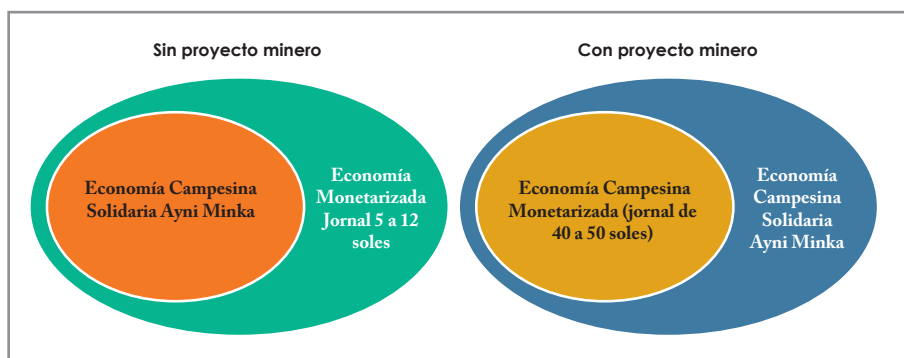 Sin proyecto minero
Con proyecto minero
Economía Campesina
Solidaria Ayni Minka
Economía
Monetarizada
Jornal 5 a 12
soles
Economía Campesina
Monetarizada (jornal de
40 a 50 soles)
Economía
Campesina
Solidaria
Ayni Minka